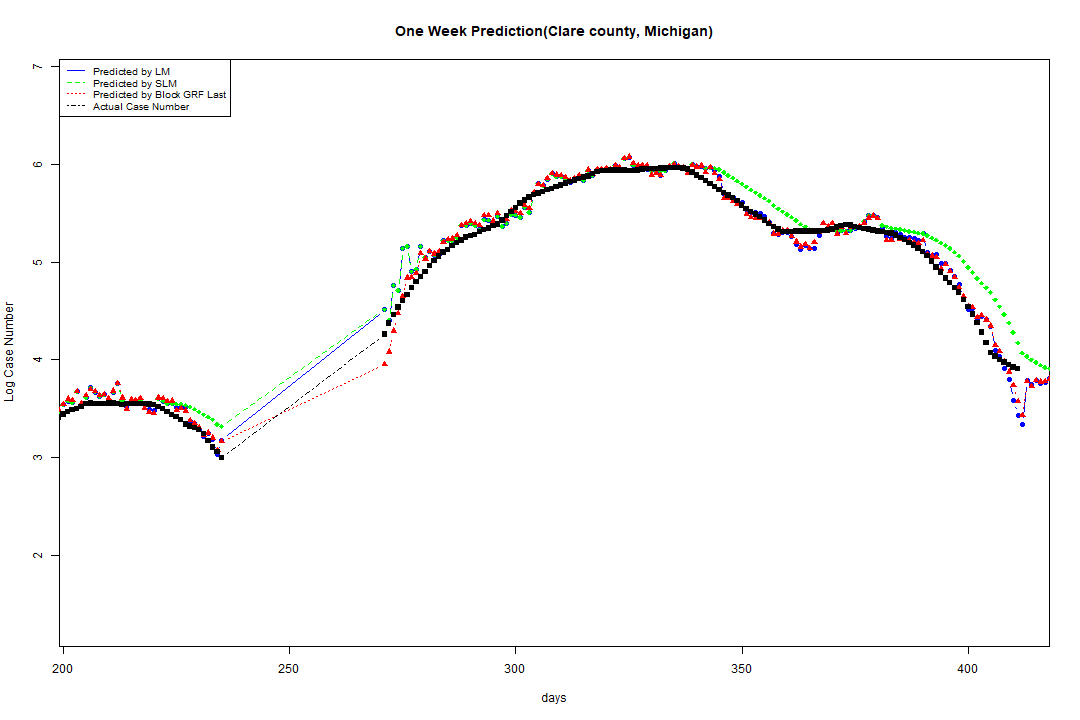 One Week Prediction(Clare county, Michigan)
Predicted by LM
Predicted by SLM
Predicted by Block GRF Last
Actual Case Number
7
6
5
4
3
2
Log Case Number
200 250 300 350 400
days